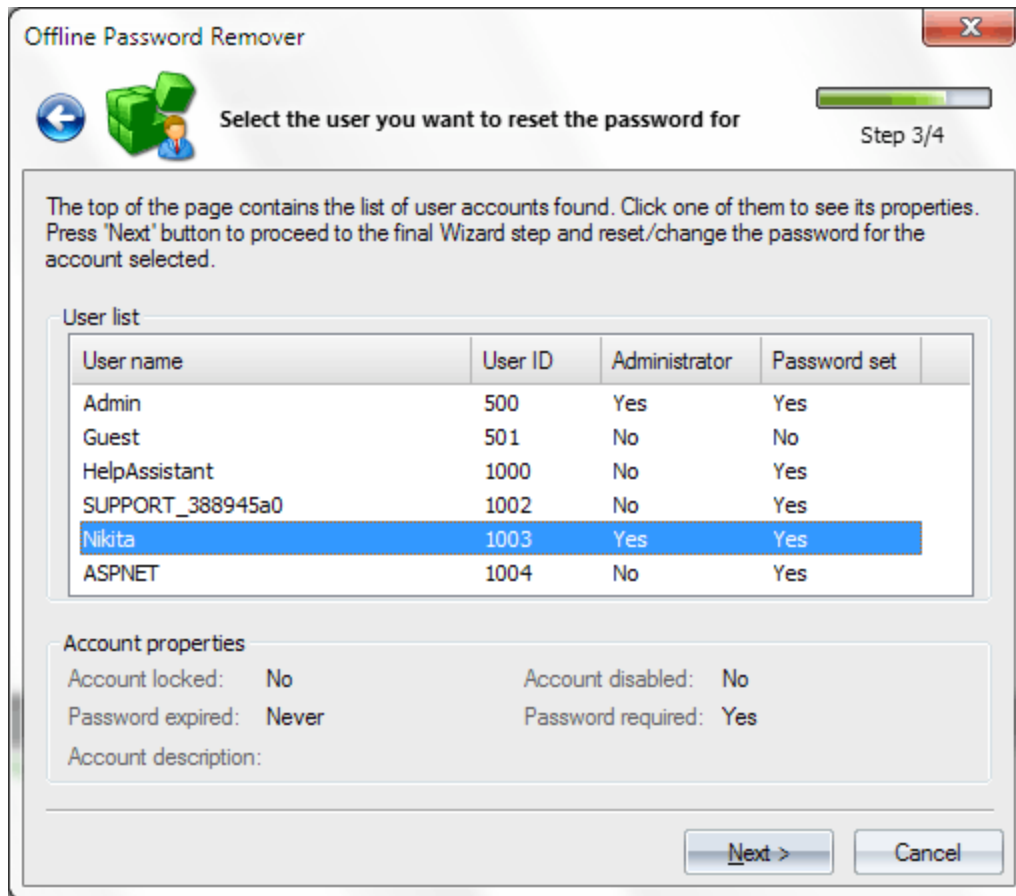 Offline Password Remover
Select the user you want to reset the password for
Step 3/4
The top of the page contains the list of user accounts found. Click one of them to see its properties.
Press 'Next' button to proceed to the final Wizard step and reset/change the password for the
account selected.
User list
User name User ID Administrator Password set
Admin 500 Yes Yes
Guest 501 No No
HelpAssistant 1000 No Yes
SUPPORT_388945a0 1002 No Yes
Nikita 1003 Yes Yes
ASPNET 1004 No Yes
Account properties
Account locked: No Account disabled: No
Password expired: Never Password required: Yes
Account description:
Next > Cancel